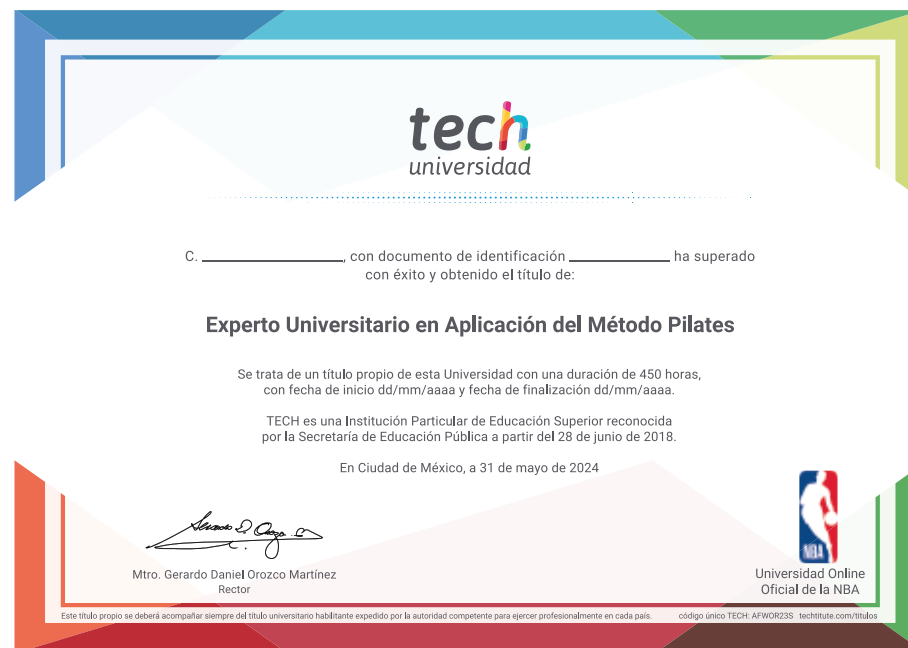 tech
universidad
C. ____________, con documento de identificación ____________ ha superado
con éxito y obtenido el título de:
Experto Universitario en Aplicación del Método Pilates
Se trata de un título propio de esta Universidad con una duración de 450 horas,
con fecha de inicio dd/mm/aaaa y fecha de finalización dd/mm/aaaa.
TECH es una Institución Particular de Educación Superior reconocida
por la Secretaría de Educación Pública a partir del 28 de junio de 2018.
En Ciudad de México, a 31 de mayo de 2024
NBA
Mtro. Gerardo Daniel Orozco Martínez
Rector
Universidad Online
Oficial de la NBA
Este título propio se deberá acompañar siempre del título universitario habilitante expedido por la autoridad competente para ejercer profesionalmente en cada país. código único TECH: AFWOR23S techtitute.com/titulos